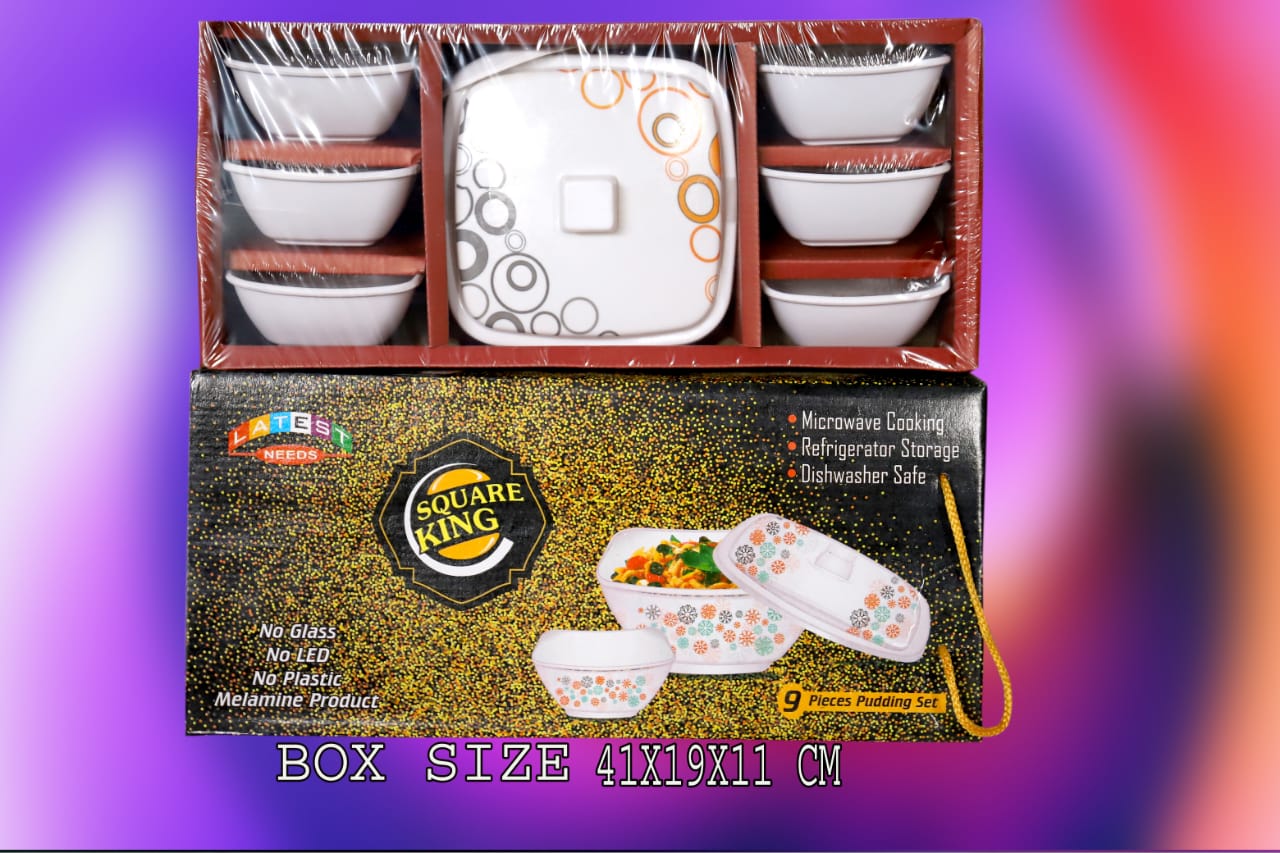 LATEST
NEEDS
SQUARE
KING
Microwave Cooking
Refrigerator Storage
Dishwasher Safe
No Glass
No LED
No Plastic
Melamine Product
9 Pieces Pudding Set
BOX SIZE 41X19X11 CM